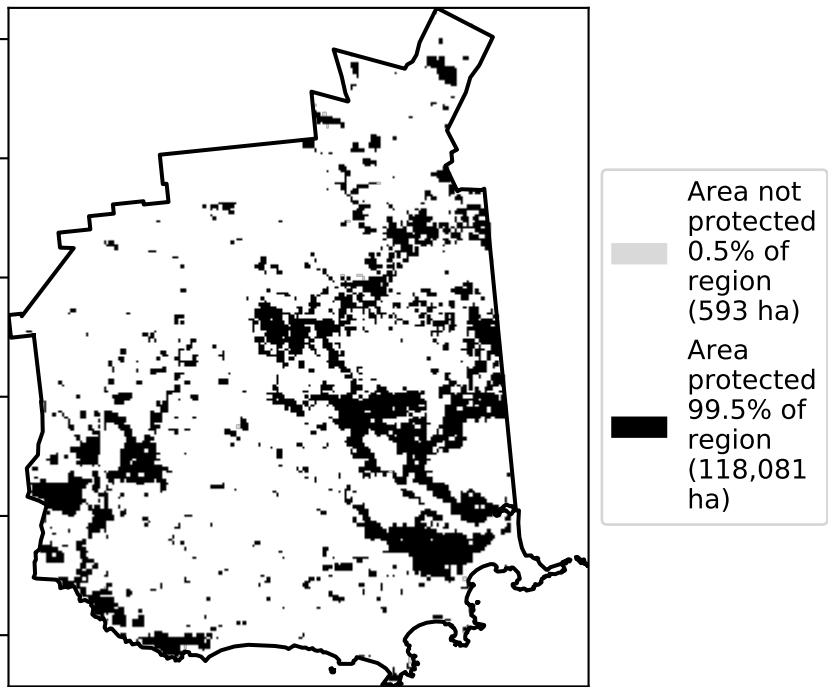 Area not
protected
0.5% of
region
(593 ha)
Area
protected
99.5% of
region
(118,081
ha)